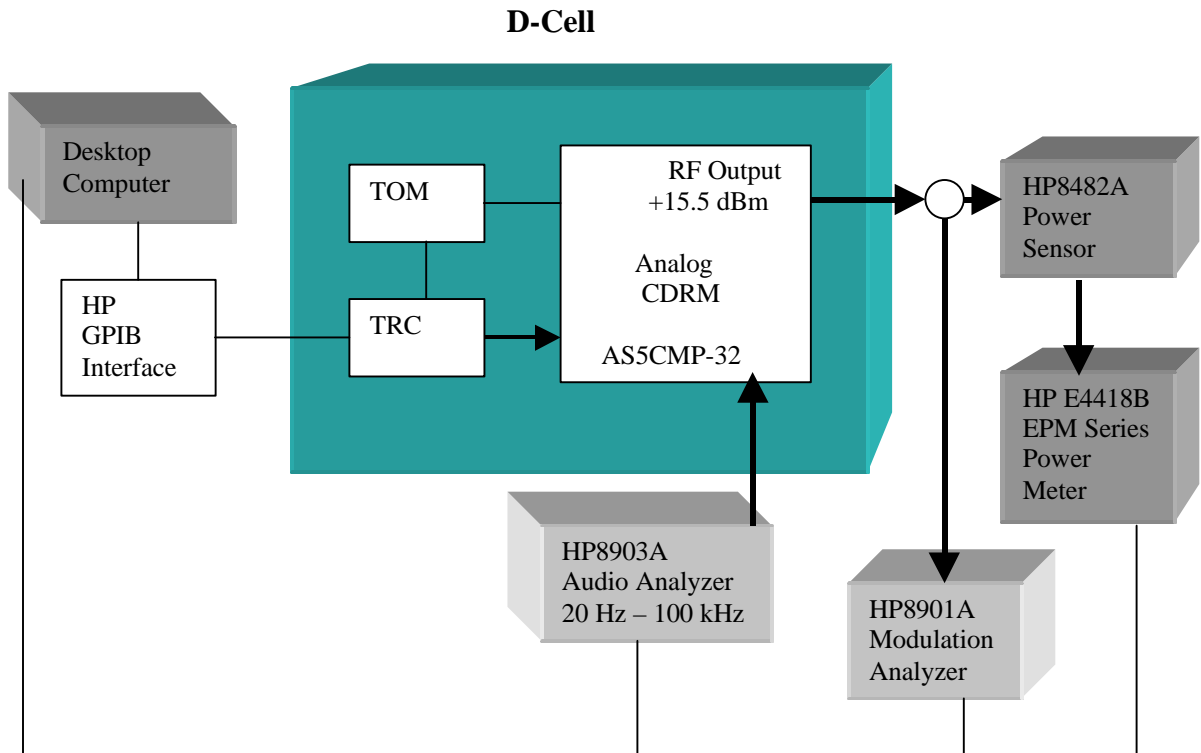 D-Cell
Desktop
Computer
TOM
RF Output
+15.5 dBm
HP8482A
Power
Sensor
Analog
CDRM
HP
GPIB
Interface
TRC
AS5CMP-32
HP E4418B
EPM Series
Power
Meter
HP8903A
Audio Analyzer
20 Hz – 100 kHz
HP8901A
Modulation
Analyzer